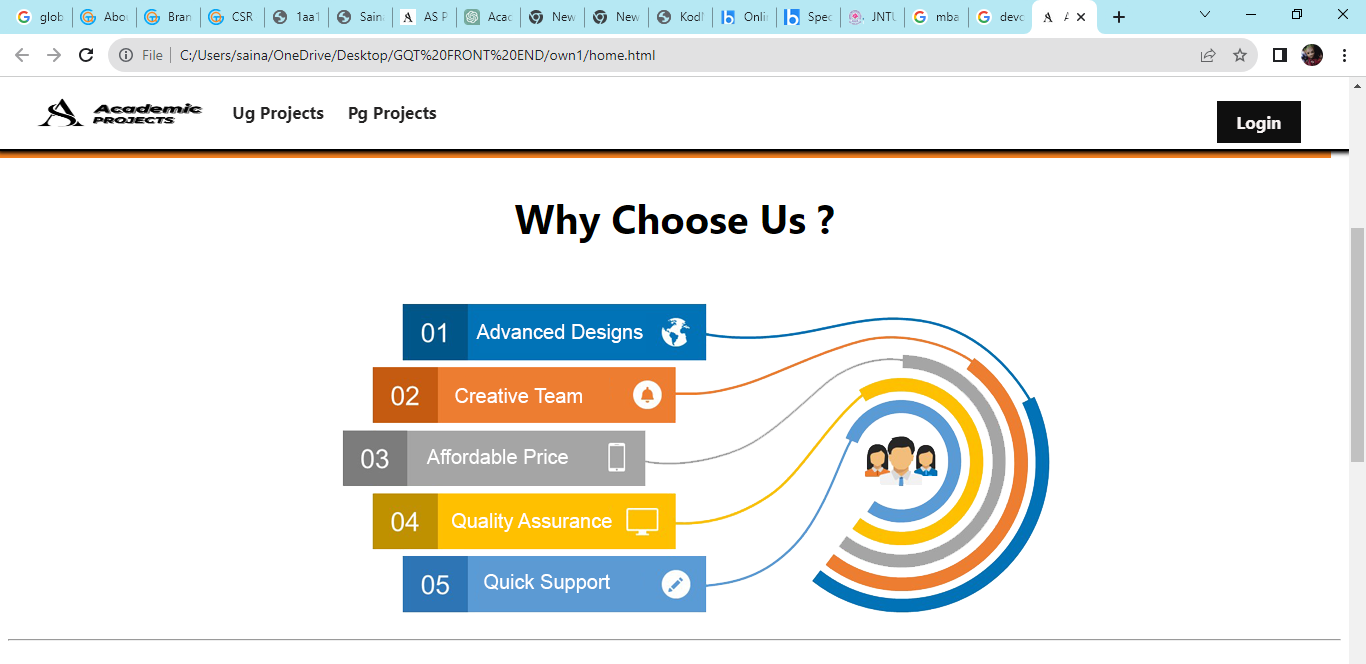 glob
Abo
Bran
CSR
1aa1
Sain
AS P
Acac
New
New
Kodl
Onlin
Spec
JNTU
mba
devc
File
C:/Users/saina/OneDrive/Desktop/GQT%20FRONT%20END/own1/home.html
Academic
PROJECTS
Ug Projects
Pg Projects
Login
Why Choose Us ?
01 Advanced Designs
02 Creative Team
03 Affordable Price
04 Quality Assurance
05 Quick Support